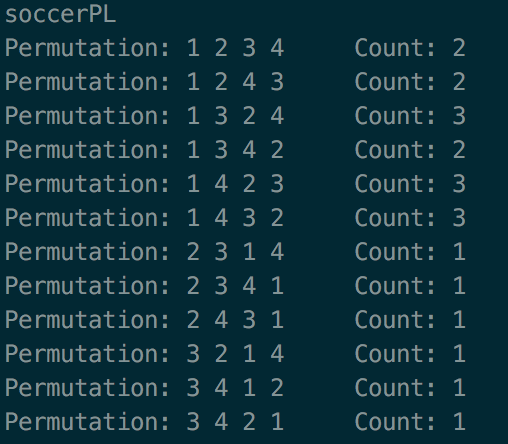 soccerPL
Permutation: 1 2 3 4     Count: 2
Permutation: 1 2 4 3     Count: 2
Permutation: 1 3 2 4     Count: 3
Permutation: 1 3 4 2     Count: 2
Permutation: 1 4 2 3     Count: 3
Permutation: 1 4 3 2     Count: 3
Permutation: 2 3 1 4     Count: 1
Permutation: 2 3 4 1     Count: 1
Permutation: 2 4 3 1     Count: 1
Permutation: 3 2 1 4     Count: 1
Permutation: 3 4 1 2     Count: 1
Permutation: 3 4 2 1     Count: 1